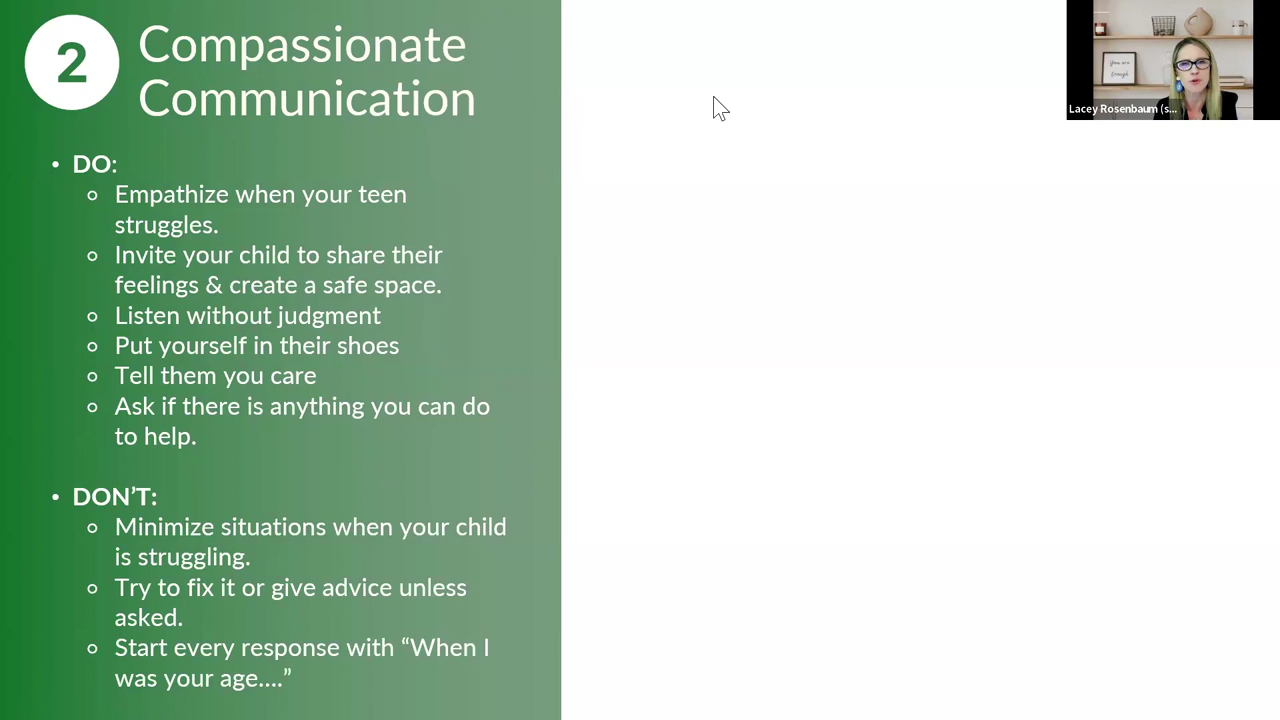 2
Compassionate
Communication
• DO:
○ Empathize when your teen
struggles.
○ Invite your child to share their
feelings & create a safe space.
○ Listen without judgment
○ Put yourself in their shoes
○ Tell them you care
○ Ask if there is anything you can do
to help.
• DON’T:
○ Minimize situations when your child
is struggling.
○ Try to fix it or give advice unless
asked.
○ Start every response with “When I
was your age....”
you are
enough
Lacey Rosenbaum (s...